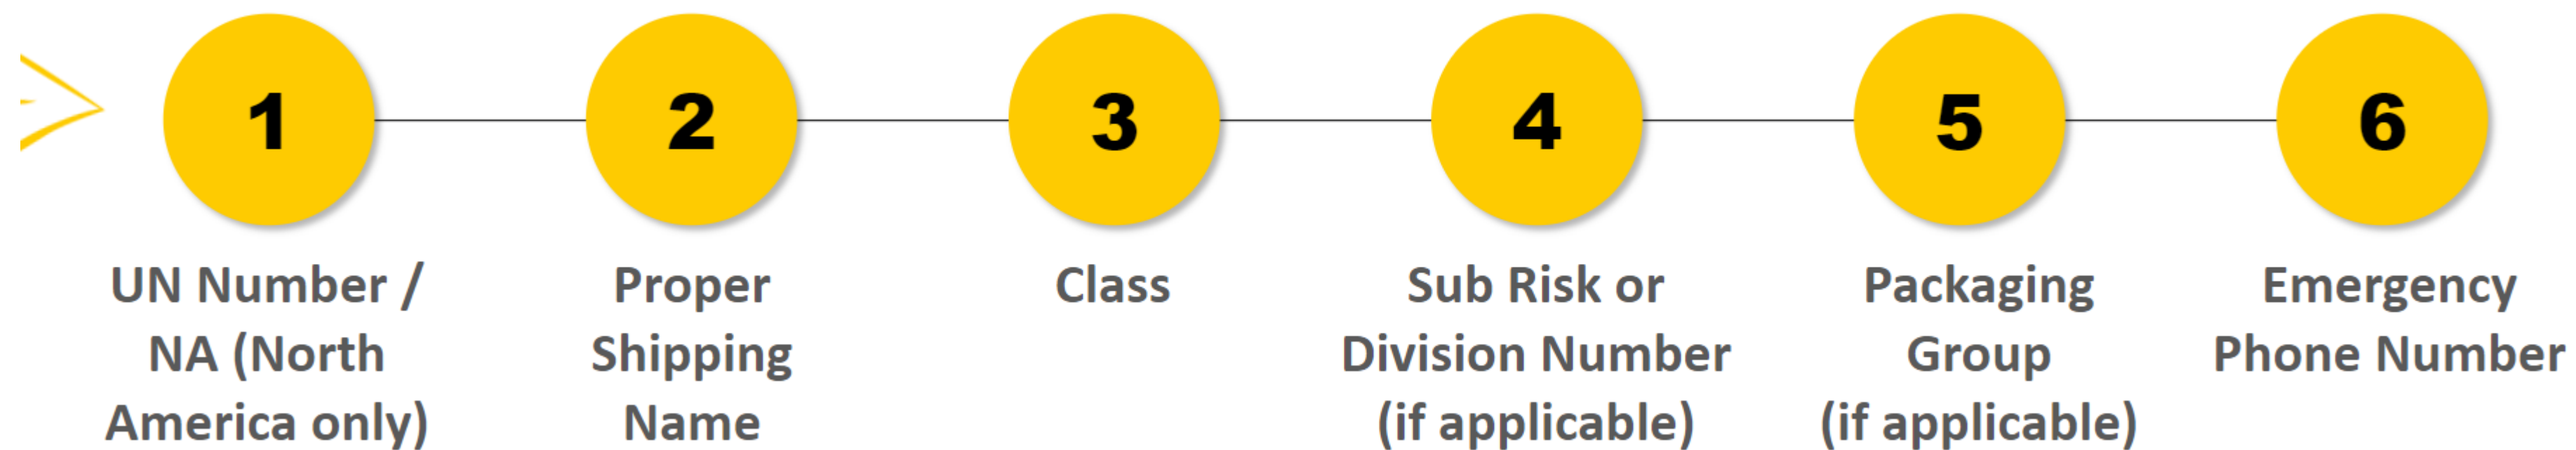 1
2
3
4
5
6
UN Number /
NA (North
America only)
Proper
Shipping
Name
Class
Sub Risk or
Division Number
(if applicable)
Packaging
Group
(if applicable)
Emergency
Phone Number